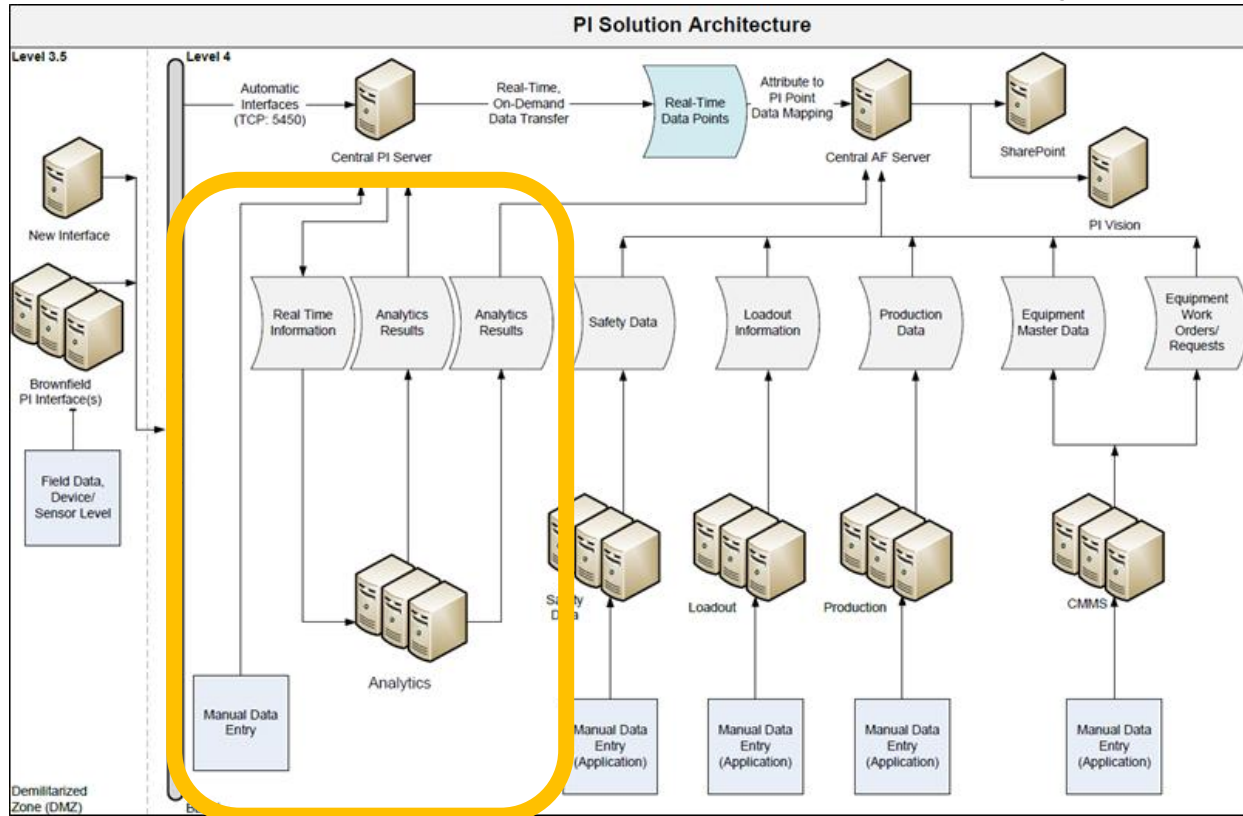 PI Solution Architecture
Level 3.5
Level 4
Automatic
Interfaces
(TCP: 5450)
Central PI Server
Real-Time,
On-Demand
Data Transfer
Real-Time
Data Points
Attribute to
PI Point
Data Mapping
Central AF Server
SharePoint
PI Vision
New Interface
Brownfield
PI Interface(s)
Field Data,
Device/
Sensor Level
Real Time
Information
Analytics
Results
Analytics
Results
Safety Data
Loadout
Information
Production
Data
Equipment
Master Data
Equipment
Work
Orders/
Requests
Analytics
Loadout
Production
CMMS
Manual Data
Entry
Manual Data
Entry
(Application)
Manual Data
Entry
(Application)
Manual Data
Entry
(Application)
Manual Data
Entry
(Application)
Demilitarized
Zone (DMZ)